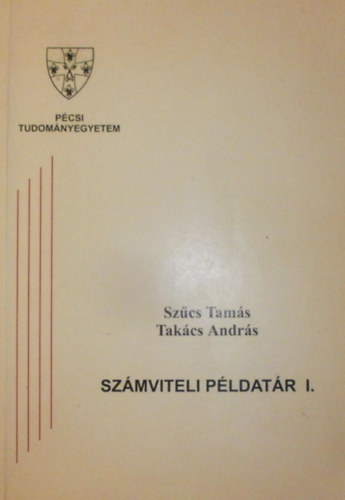 PÉCSI
TUDOMÁNYEGYETEM
Szűcs Tamás
Takács András
SZÁMVITELI PÉLDATÁR I.